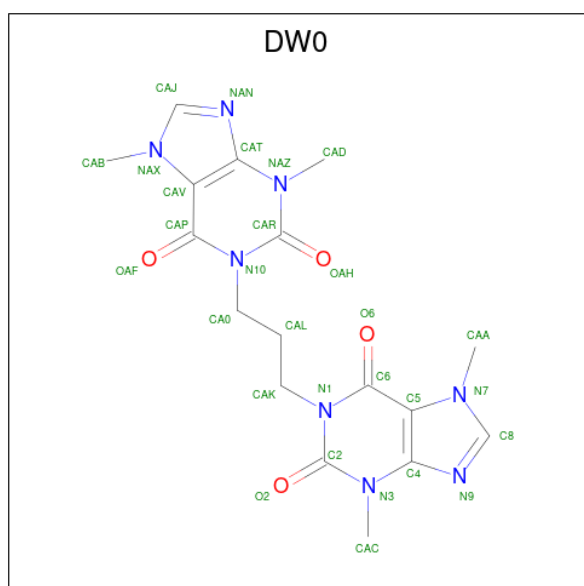 DW0
CAJ
NAN
N
N
CAB
NAX
CAT
NAZ
CAD
CAV
N
CAP
CAR
O
OAF
N
N10
O
OAH
CA0
CAL
O6
O
CAA
CAK
N1
C6
C5
N
N7
N
C8
C2
C4
O2
O
N
N3
N
N9
CAC